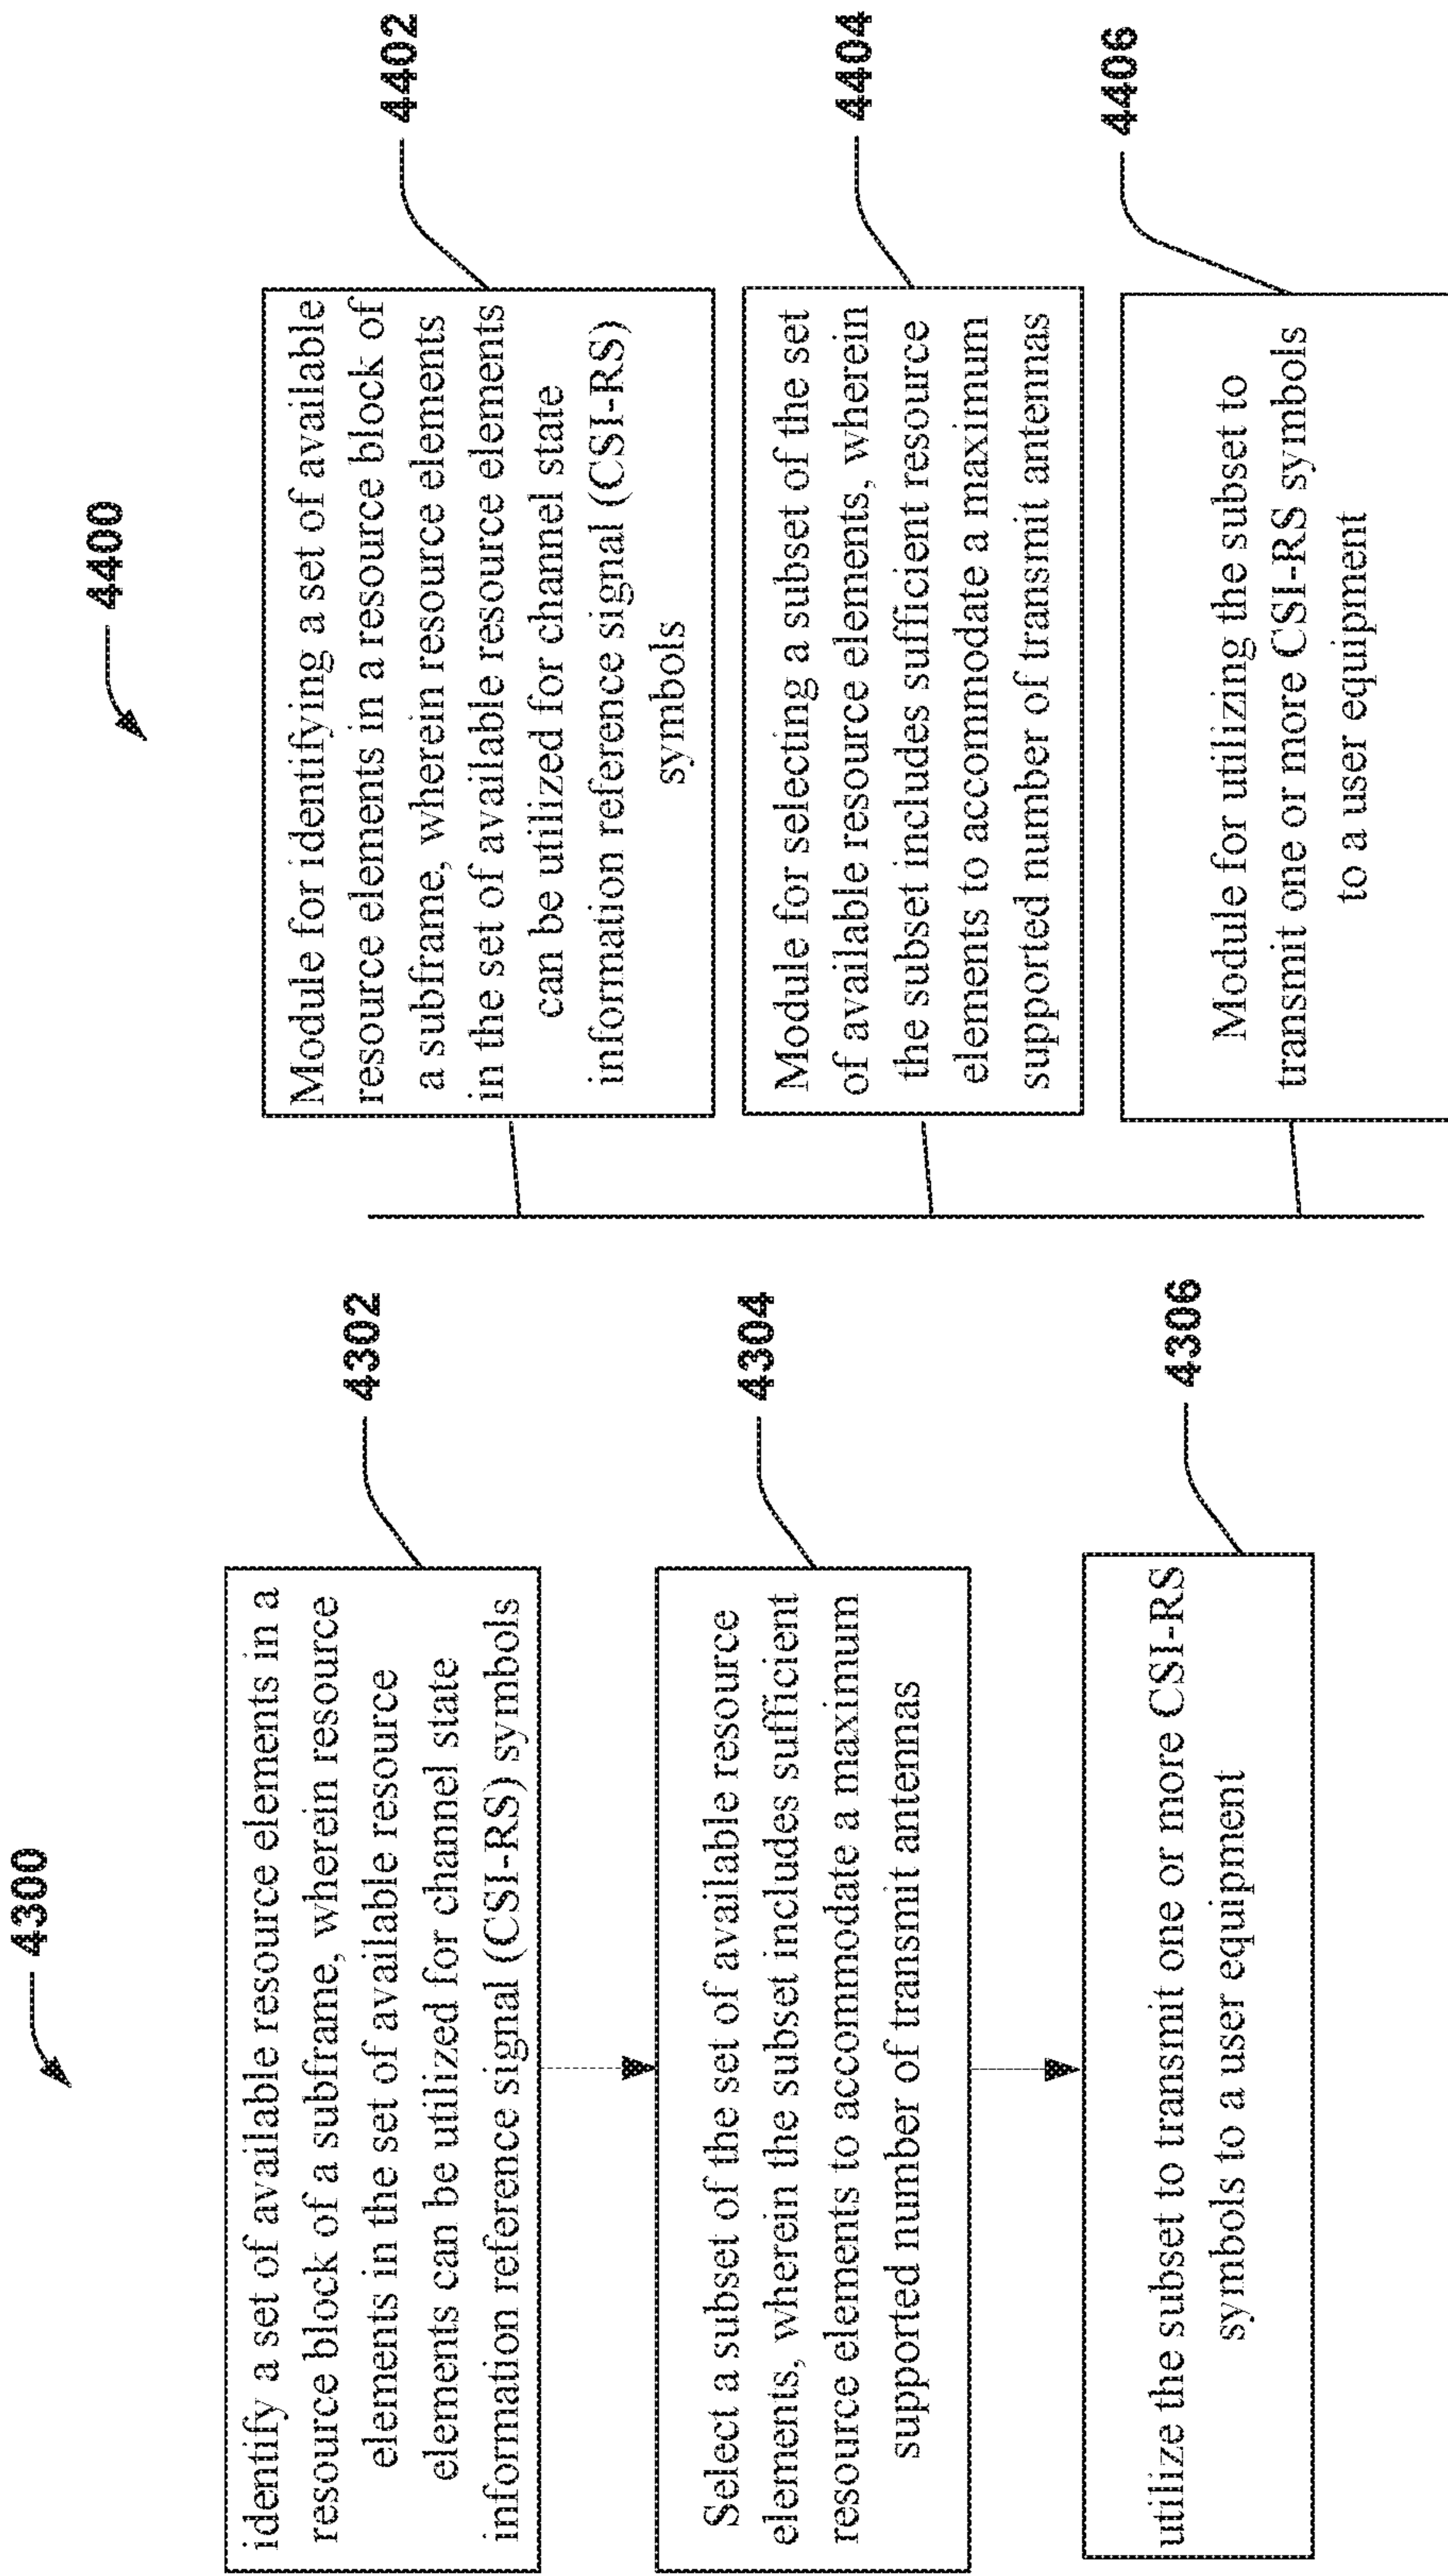 4300
identify a set of available resource elements in a
resource block of a subframe, wherein resource
elements in the set of available resource
elements can be utilized for channel state
information reference signal (CSI-RS) symbols
4302
Select a subset of the set of available resource
elements, wherein the subset includes sufficient
resource elements to accommodate a maximum
supported number of transmit antennas
4304
utilize the subset to transmit one or more CSI-RS
symbols to a user equipment
4306
4400
Module for identifying a set of available
resource elements in a resource block of
a subframe, wherein resource elements
in the set of available resource elements
can be utilized for channel state
information reference signal (CSI-RS)
symbols
4402
Module for selecting a subset of the set
of available resource elements, wherein
the subset includes sufficient resource
elements to accommodate a maximum
supported number of transmit antennas
4404
Module for utilizing the subset to
transmit one or more CSI-RS symbols
to a user equipment
4406